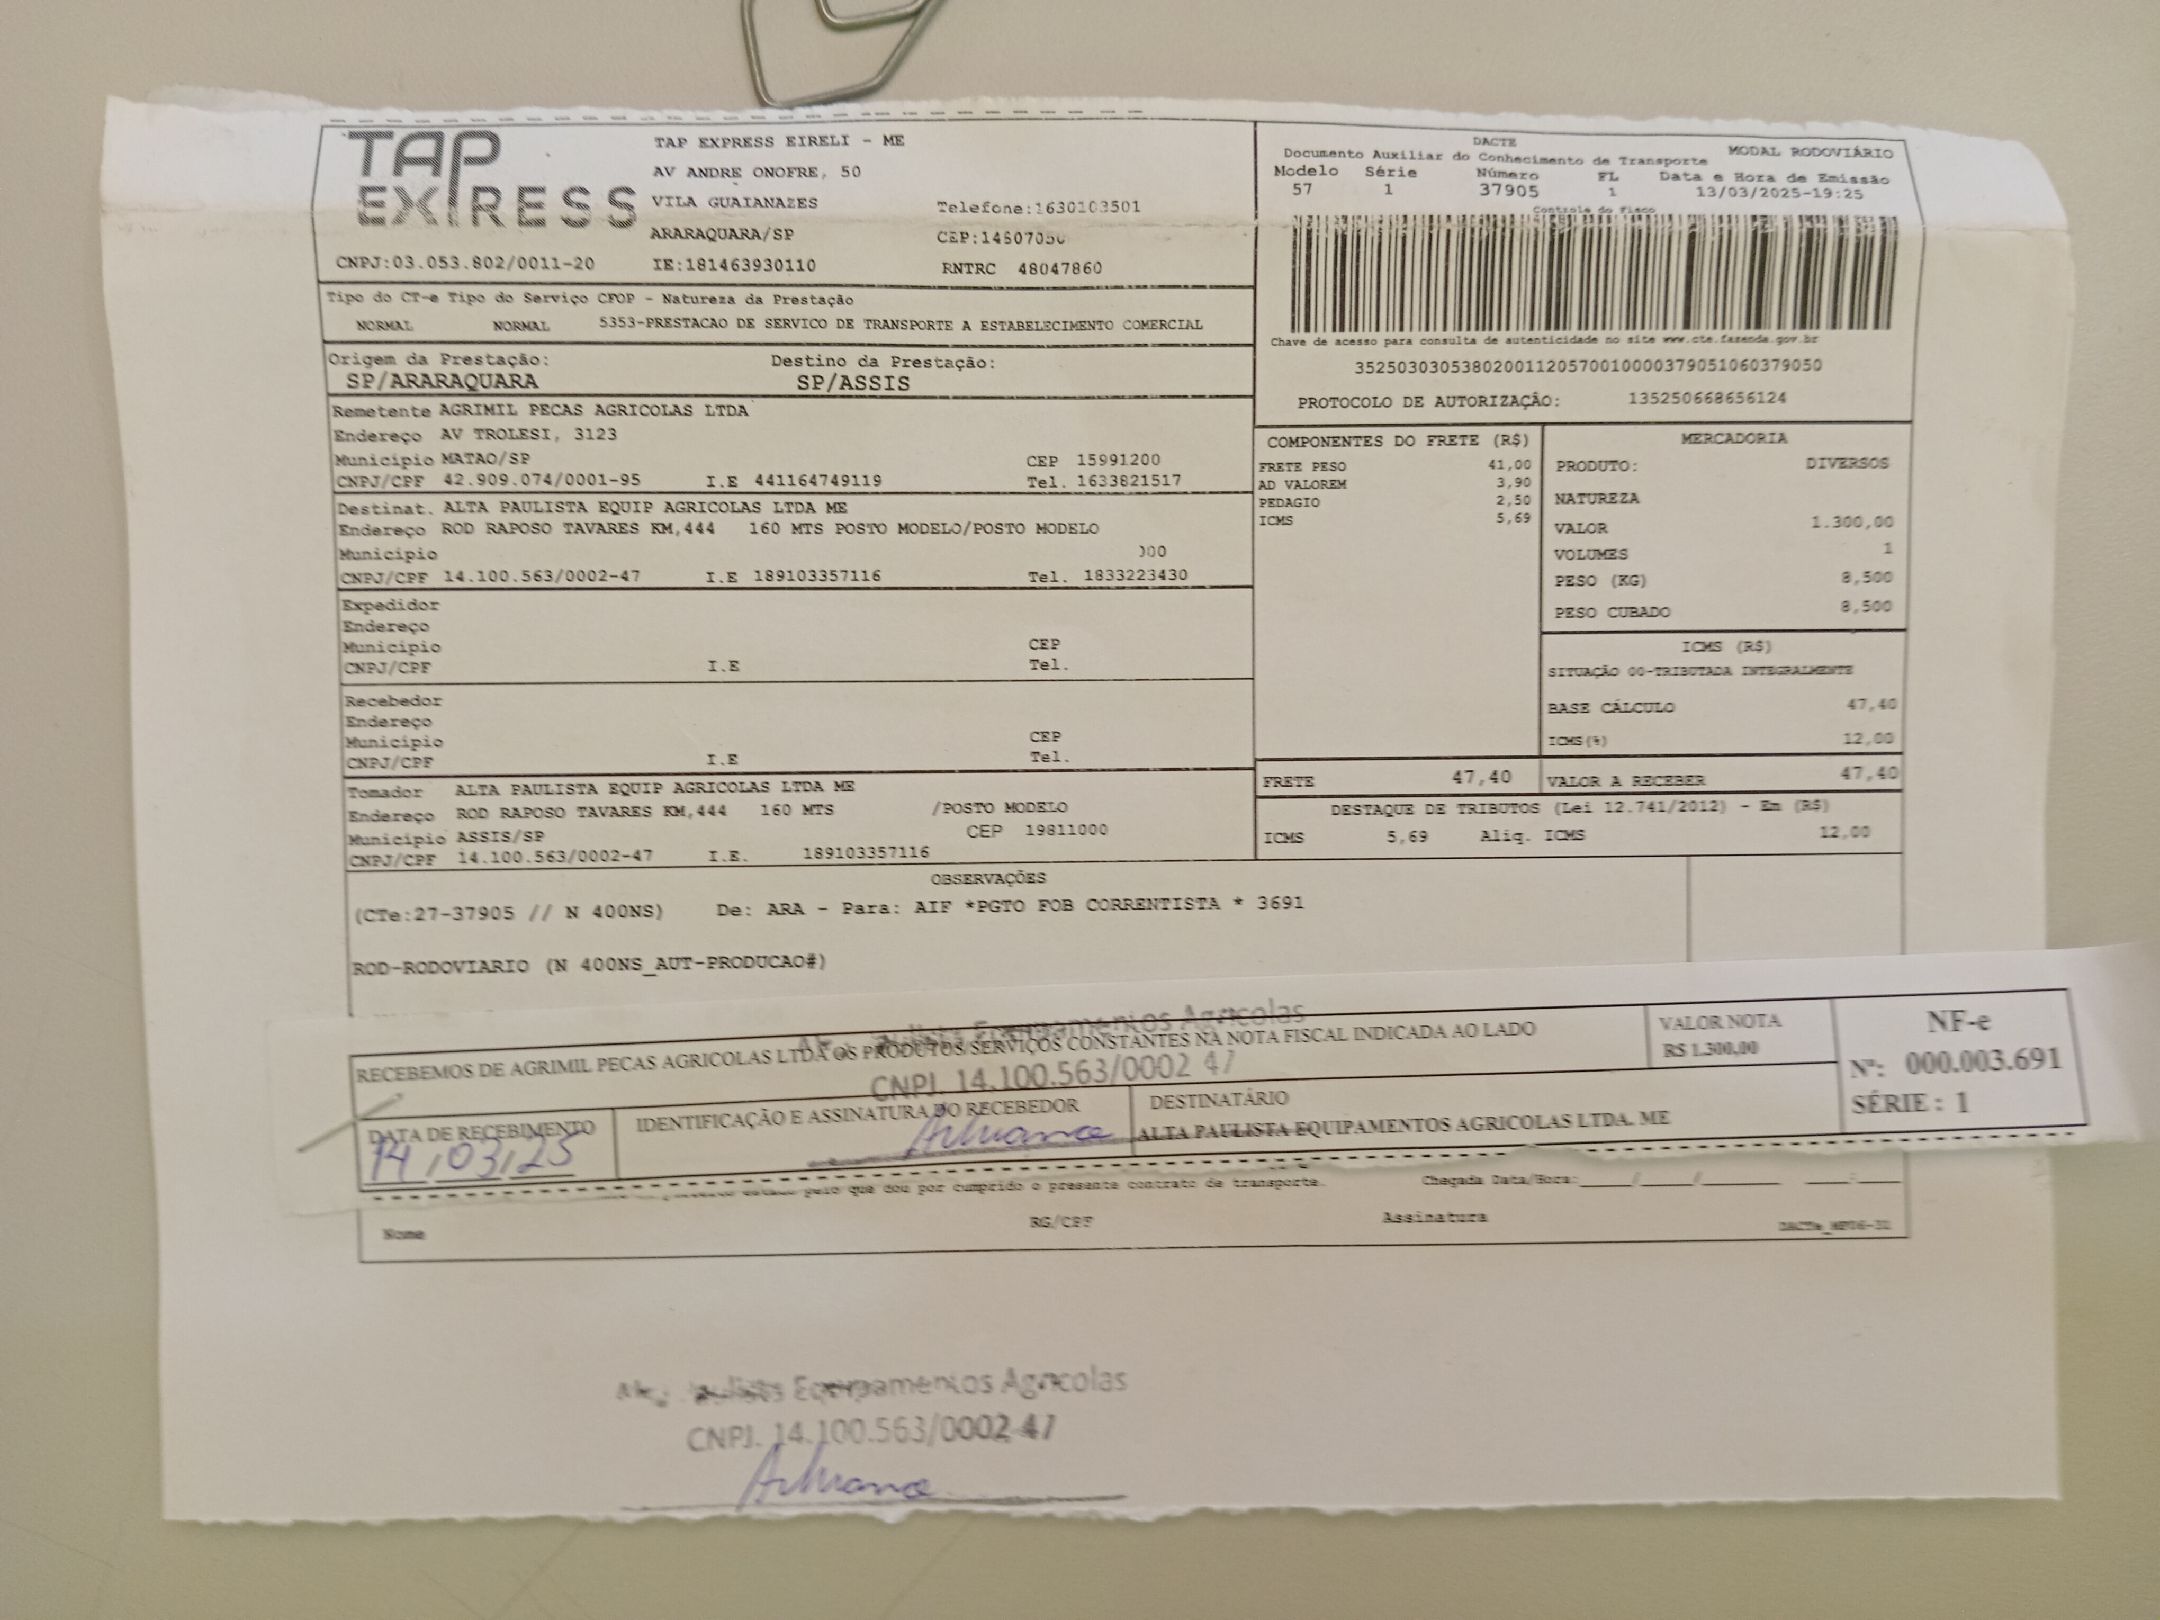 TAP EXPRESS
TAP EXPRESS EIRELI - ME
AV ANDRE ONOFRE, 50
VILA GUAIANAZES
Telefone:1630103501
ARARAQUARA/SP
CNPJ:03.053.802/0011-20
IE:181463930110
RNTRC 48047860
DACTE
Documento Auxiliar do Conhecimento de Transporte
MODAL RODOVIÁRIO
Modelo Série Número FL Data e Hora de Emissão
57 1 37905 1 13/03/2025-19:25
Controle do Fisco
Chave de acesso para consulta de autenticidade no site www.cte.fazenda.gov.br
35250303053802001120570010000379051060379050
PROTOCOLO DE AUTORIZAÇÃO: 135250668656124
Tipo do CT-e Tipo do Serviço CFOP - Natureza da Prestação
NORMAL NORMAL 5353-PRESTACAO DE SERVICO DE TRANSPORTE A ESTABELECIMENTO COMERCIAL
Origem da Prestação: Destino da Prestação:
SP/ARARAQUARA SP/ASSIS
Remetente AGRIMIL PECAS AGRICOLAS LTDA
Endereço AV TROLESI, 3123
Município MATAO/SP CEP 15991200
CNPJ/CPF 42.909.074/0001-95 I.E 441164749119 Tel. 1633821517
Destinat. ALTA PAULISTA EQUIP AGRICOLAS LTDA ME
Endereço ROD RAPOSO TAVARES KM,444 160 MTS POSTO MODELO/POSTO MODELO
Município
CNPJ/CPF 14.100.563/0002-47 I.E 189103357116 Tel. 1833223430
Expedidor
Endereço
Município CEP
CNPJ/CPF I.E Tel.
Recebedor
Endereço
Município CEP
CNPJ/CPF I.E Tel.
Tomador ALTA PAULISTA EQUIP AGRICOLAS LTDA ME
Endereço ROD RAPOSO TAVARES KM,444 160 MTS /POSTO MODELO
Município ASSIS/SP CEP 19811000
CNPJ/CPF 14.100.563/0002-47 I.E. 189103357116
COMPONENTES DO FRETE (R$)
FRETE PESO 41,00
AD VALOREM 3,90
PEDAGIO 2,50
ICMS 5,69
MERCADORIA
PRODUTO: DIVERSOS
NATUREZA
VALOR 1.300,00
VOLUMES 1
PESO (KG) 8,500
PESO CUBADO 8,500
ICMS (R$)
SITUAÇÃO 00-TRIBUTADA INTEGRALMENTE
BASE CÁLCULO 47,40
ICMS(%) 12,00
FRETE 47,40 VALOR A RECEBER 47,40
DESTAQUE DE TRIBUTOS (Lei 12.741/2012) - Em (R$)
ICMS 5,69 Aliq. ICMS 12,00
OBSERVAÇÕES
(CTe:27-37905 // N 400NS) De: ARA - Para: AIF *PGTO FOB CORRENTISTA * 3691
ROD-RODOVIARIO (N 400NS_AUT-PRODUCAO#)
Equipamentos Agricolas
RECEBEMOS DE AGRIMIL PECAS AGRICOLAS LTDA OS PRODUTOS/SERVIÇOS CONSTANTES NA NOTA FISCAL INDICADA AO LADO
CNPJ. 14.100.563/0002 47
VALOR NOTA
R$ 1.300,00
NF-e
Nº: 000.003.691
SÉRIE : 1
DATA DE RECEBIMENTO
14/03/25
IDENTIFICAÇÃO E ASSINATURA DO RECEBEDOR
Adriana
DESTINATÁRIO
ALTA PAULISTA EQUIPAMENTOS AGRICOLAS LTDA. ME
pelo que dou por cumprido o presente contrato de transporte. Chegada Data/Hora:____/____/______ ____:____
Nome RG/CPF Assinatura
Equipamentos Agricolas
CNPJ. 14.100.563/0002 47
Adriana